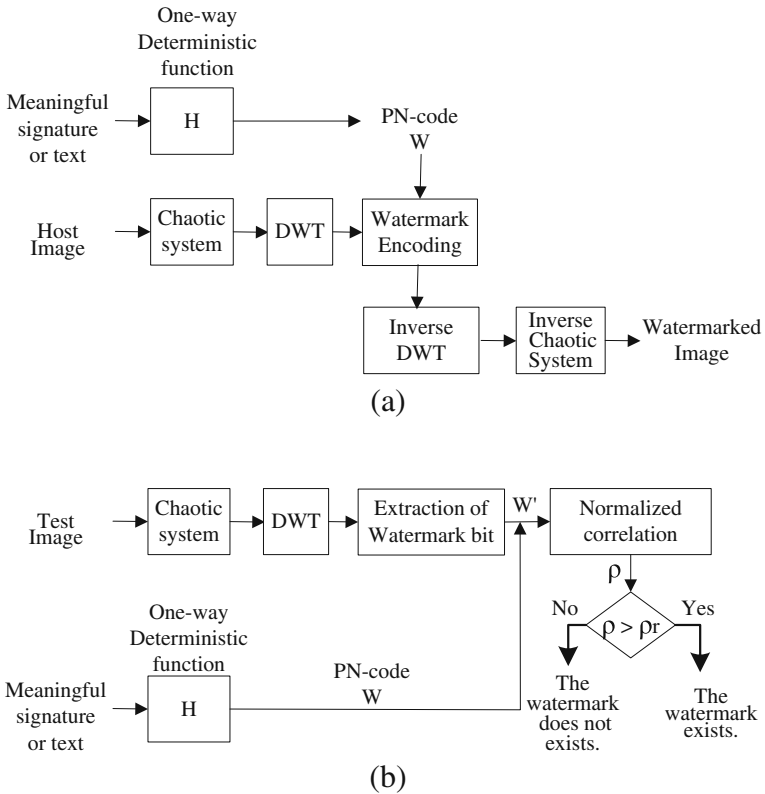 One-way
Deterministic
function
Meaningful
signature
or text
H
PN-code
W
Host
Image
Chaotic
system
DWT
Watermark
Encoding
Inverse
DWT
Inverse
Chaotic
System
Watermarked
Image
(a)
Test
Image
Chaotic
system
DWT
Extraction of
Watermark bit
W'
Normalized
correlation
ρ
No
ρ > ρr
Yes
The
watermark
does not
exists.
The
watermark
exists.
One-way
Deterministic
function
Meaningful
signature
or text
H
PN-code
W
(b)